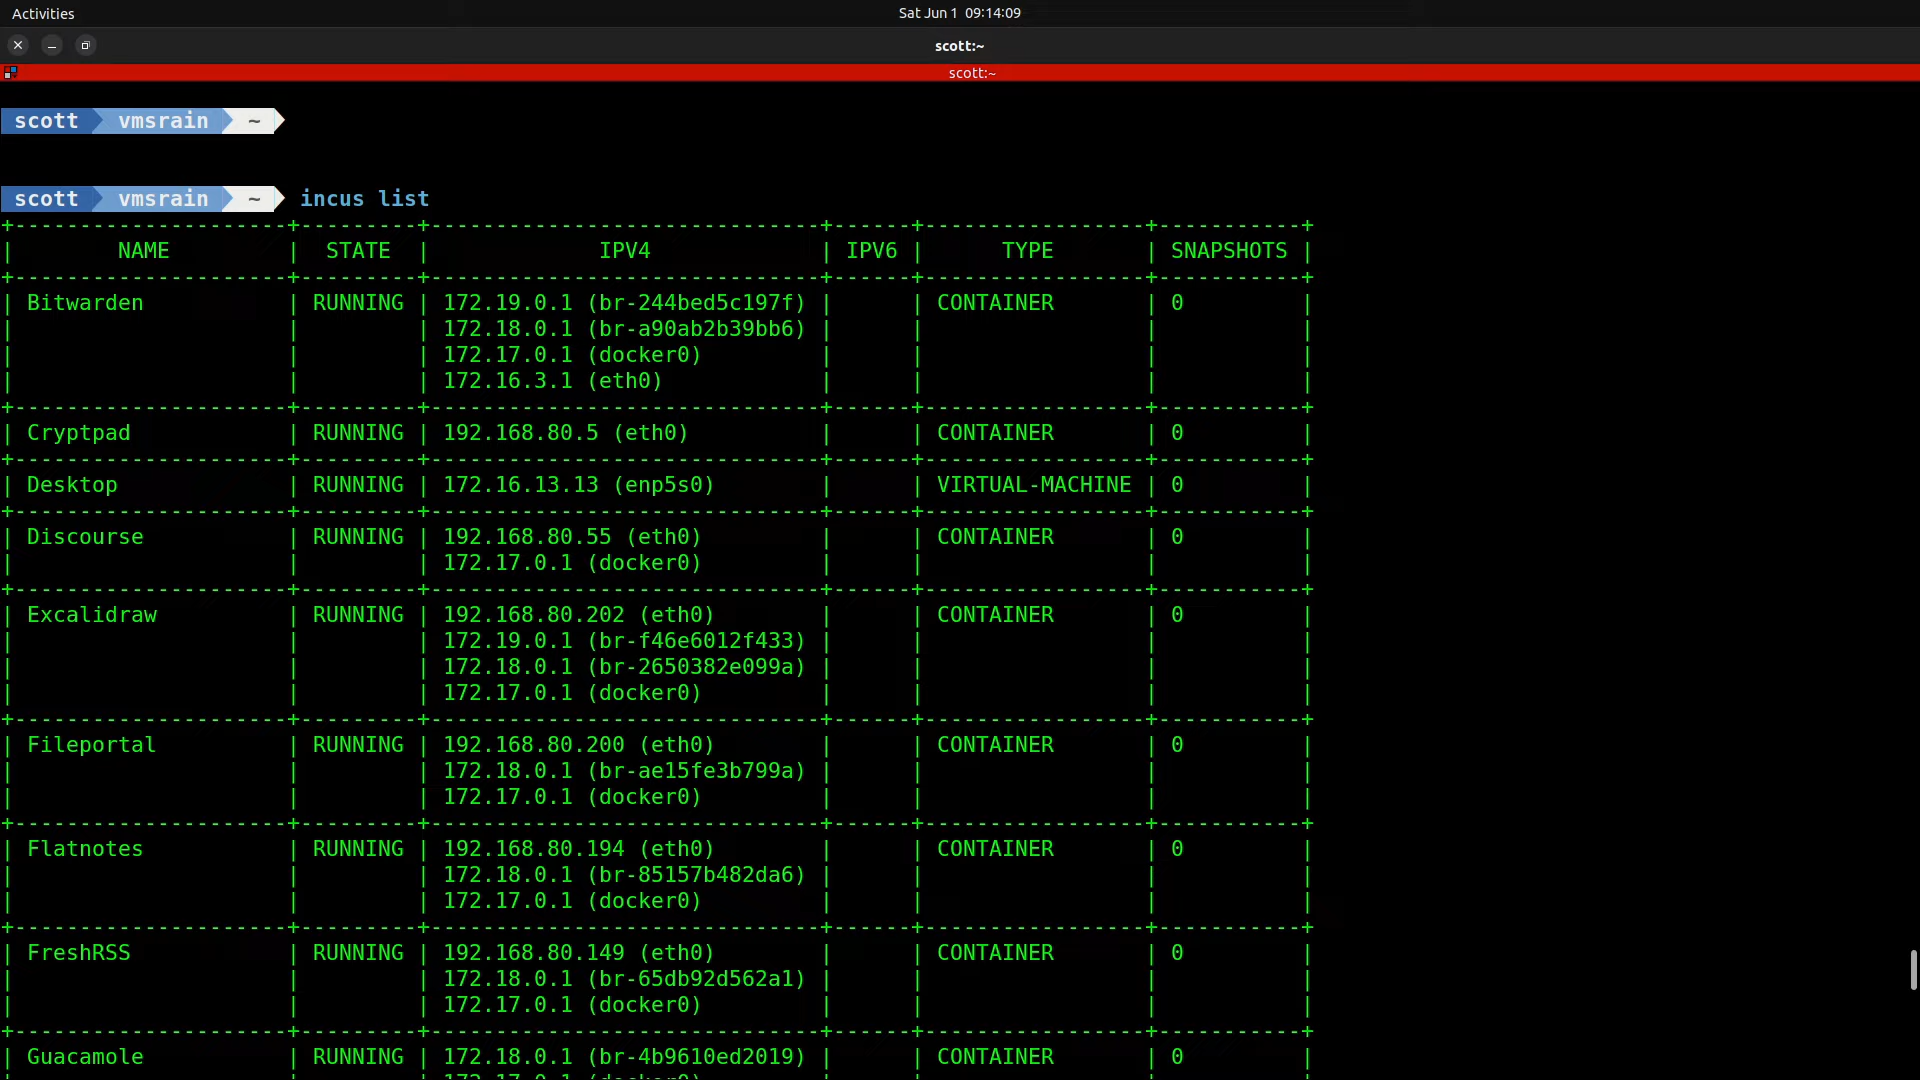 Activities
Sat Jun 1 09:14:09
scott:~
scott:~
scott vmsrain ~
scott vmsrain ~ incus list
+---------------------+---------+------------------------------+------+-----------------+-----------+
| NAME | STATE | IPV4 | IPV6 | TYPE | SNAPSHOTS |
+---------------------+---------+------------------------------+------+-----------------+-----------+
| Bitwarden | RUNNING | 172.19.0.1 (br-244bed5c197f) | | CONTAINER | 0 |
| | | 172.18.0.1 (br-a90ab2b39bb6) | | | |
| | | 172.17.0.1 (docker0) | | | |
| | | 172.16.3.1 (eth0) | | | |
+---------------------+---------+------------------------------+------+-----------------+-----------+
| Cryptpad | RUNNING | 192.168.80.5 (eth0) | | CONTAINER | 0 |
+---------------------+---------+------------------------------+------+-----------------+-----------+
| Desktop | RUNNING | 172.16.13.13 (enp5s0) | | VIRTUAL-MACHINE | 0 |
+---------------------+---------+------------------------------+------+-----------------+-----------+
| Discourse | RUNNING | 192.168.80.55 (eth0) | | CONTAINER | 0 |
| | | 172.17.0.1 (docker0) | | | |
+---------------------+---------+------------------------------+------+-----------------+-----------+
| Excalidraw | RUNNING | 192.168.80.202 (eth0) | | CONTAINER | 0 |
| | | 172.19.0.1 (br-f46e6012f433) | | | |
| | | 172.18.0.1 (br-2650382e099a) | | | |
| | | 172.17.0.1 (docker0) | | | |
+---------------------+---------+------------------------------+------+-----------------+-----------+
| Fileportal | RUNNING | 192.168.80.200 (eth0) | | CONTAINER | 0 |
| | | 172.18.0.1 (br-ae15fe3b799a) | | | |
| | | 172.17.0.1 (docker0) | | | |
+---------------------+---------+------------------------------+------+-----------------+-----------+
| Flatnotes | RUNNING | 192.168.80.194 (eth0) | | CONTAINER | 0 |
| | | 172.18.0.1 (br-85157b482da6) | | | |
| | | 172.17.0.1 (docker0) | | | |
+---------------------+---------+------------------------------+------+-----------------+-----------+
| FreshRSS | RUNNING | 192.168.80.149 (eth0) | | CONTAINER | 0 |
| | | 172.18.0.1 (br-65db92d562a1) | | | |
| | | 172.17.0.1 (docker0) | | | |
+---------------------+---------+------------------------------+------+-----------------+-----------+
| Guacamole | RUNNING | 172.18.0.1 (br-4b9610ed2019) | | CONTAINER | 0 |